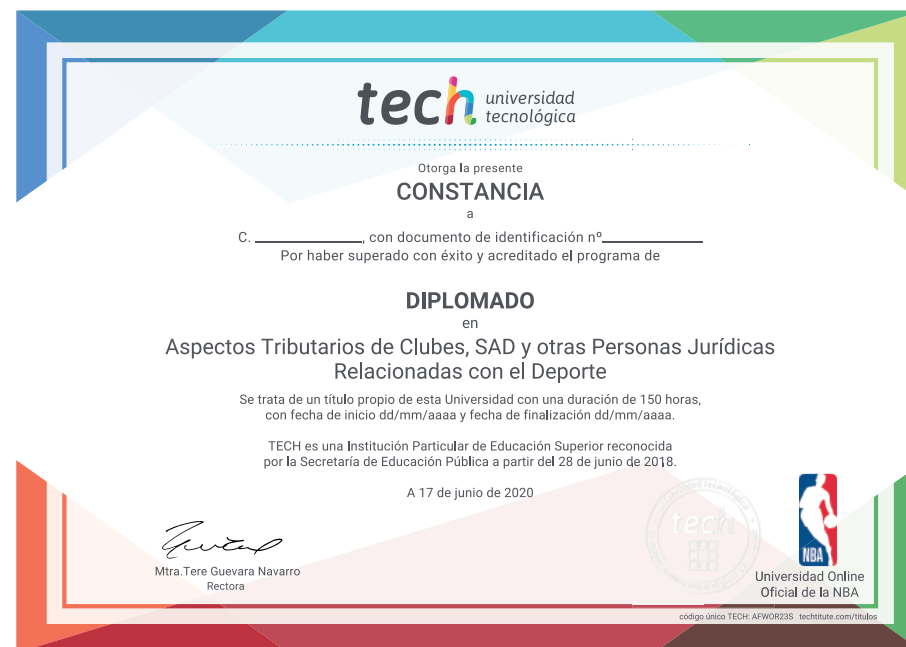 tech universidad
tecnológica
Otorga la presente
CONSTANCIA
a
C. ____________, con documento de identificación nº____________
Por haber superado con éxito y acreditado el programa de
DIPLOMADO
en
Aspectos Tributarios de Clubes, SAD y otras Personas Jurídicas
Relacionadas con el Deporte
Se trata de un título propio de esta Universidad con una duración de 150 horas,
con fecha de inicio dd/mm/aaaa y fecha de finalización dd/mm/aaaa.
TECH es una Institución Particular de Educación Superior reconocida
por la Secretaría de Educación Pública a partir del 28 de junio de 2018.
A 17 de junio de 2020
tech
Mtra.Tere Guevara Navarro
Rectora
NBA
Universidad Online
Oficial de la NBA
código único TECH: AFWOR23S techtitute.com/titulos